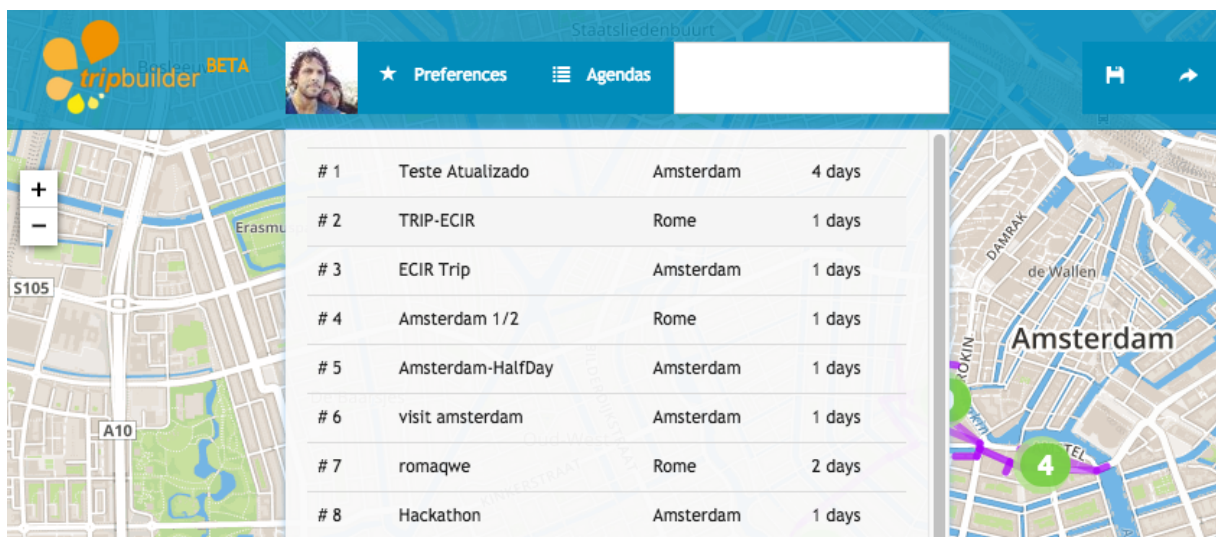 Staatsliedenbuurt
tripbuilder BETA
Preferences
Agendas
# 1 Teste Atualizado Amsterdam 4 days
# 2 TRIP-ECIR Rome 1 days
# 3 ECIR Trip Amsterdam 1 days
# 4 Amsterdam 1/2 Rome 1 days
# 5 Amsterdam-HalfDay Amsterdam 1 days
# 6 visit amsterdam Amsterdam 1 days
# 7 romaqwe Rome 2 days
# 8 Hackathon Amsterdam 1 days
+
−
S105
A10
DAMRAK
de Wallen
Amsterdam
4